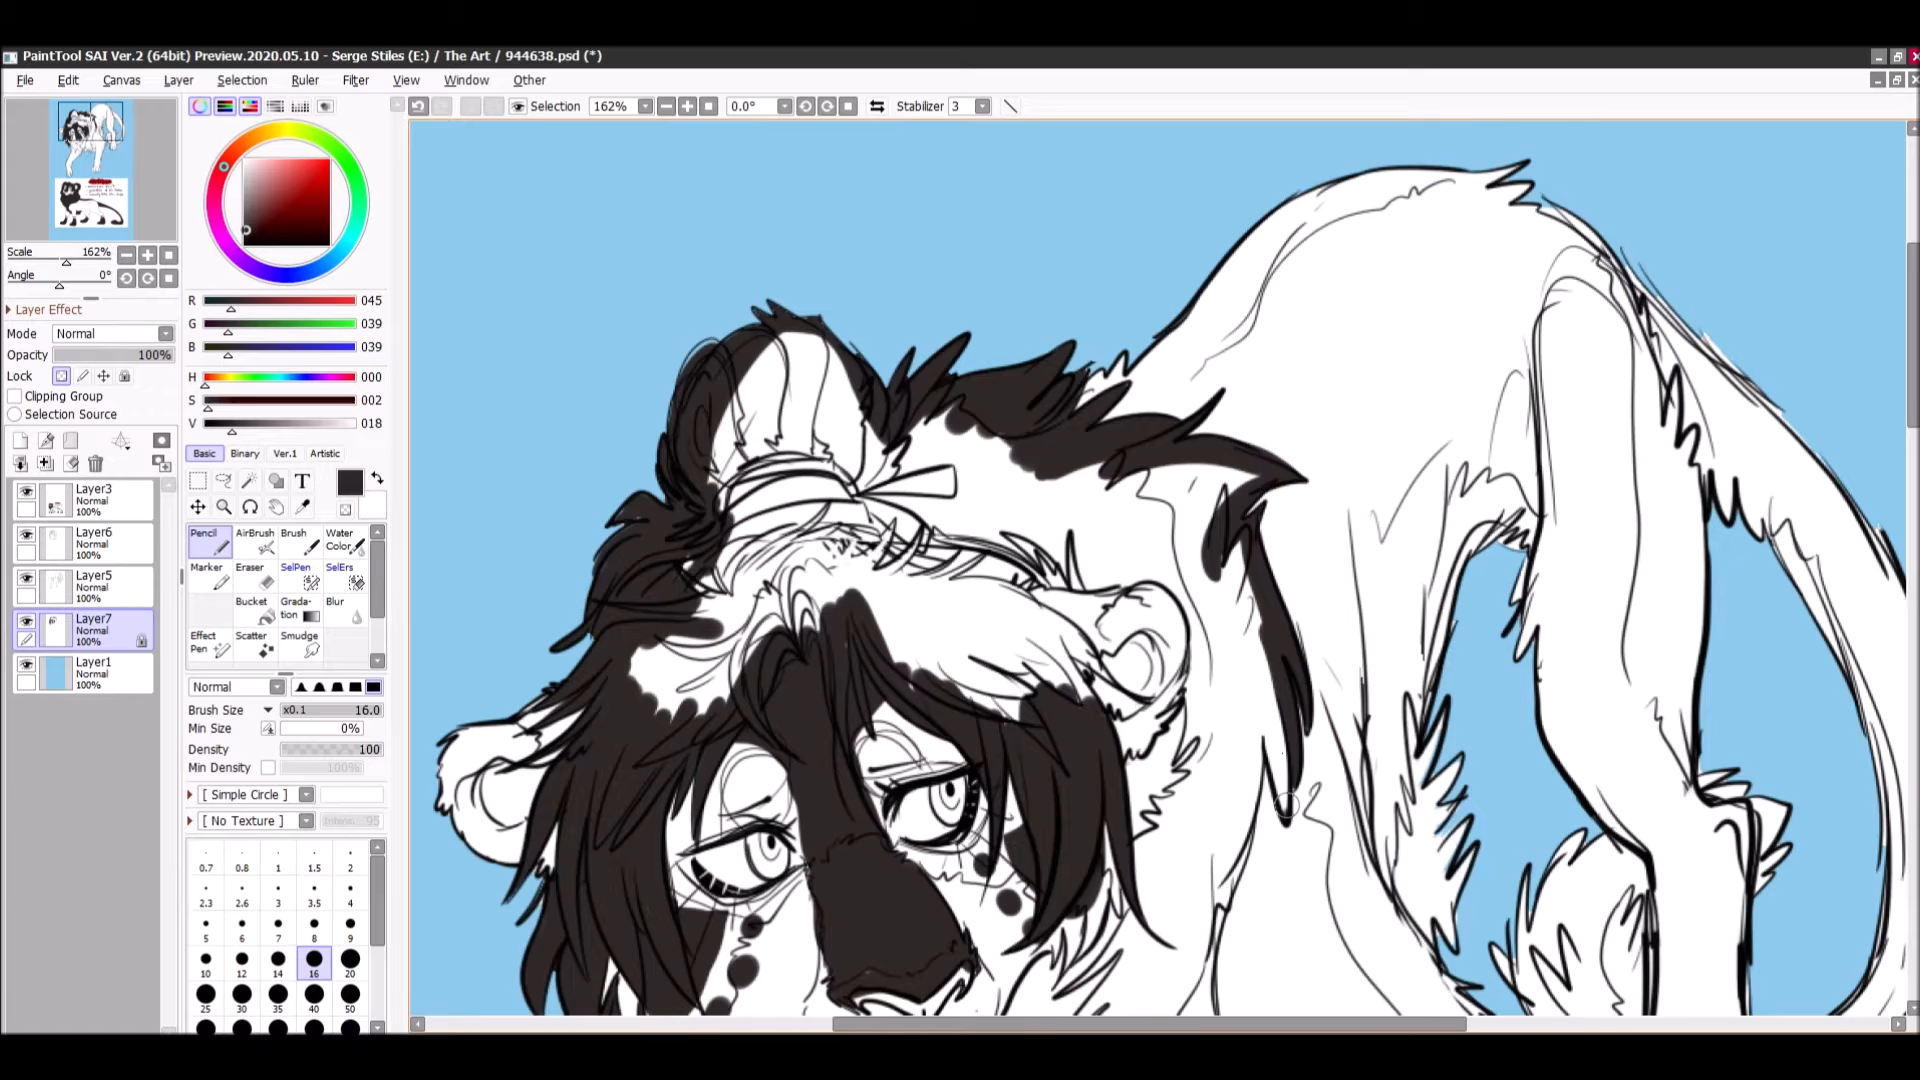 PaintTool SAI Ver.2 (64bit) Preview.2020.05.10 - Serge Stiles (E:) / The Art / 944638.psd (*)
File Edit Canvas Layer Selection Ruler Filter View Window Other
Selection 162% 0.0° Stabilizer 3
Scale 162%
Angle 0°
Layer Effect
Mode Normal
Opacity 100%
Lock
Clipping Group
Selection Source
Layer3
Normal
100%
Layer6
Normal
100%
Layer5
Normal
100%
Layer7
Normal
100%
Layer1
Normal
100%
R 045
G 039
B 039
H 000
S 002
V 018
Basic Binary Ver.1 Artistic
T
Pencil AirBrush Brush Water Color
Marker Eraser SelPen SelErs
Bucket Grada-tion Blur
Effect Pen Scatter Smudge
Normal
Brush Size x0.1 16.0
Min Size 0%
Density 100
Min Density 100%
[ Simple Circle ]
[ No Texture ] 95
0.7 0.8 1 1.5 2
2.3 2.6 3 3.5 4
5 6 7 8 9
10 12 14 16 20
25 30 35 40 50